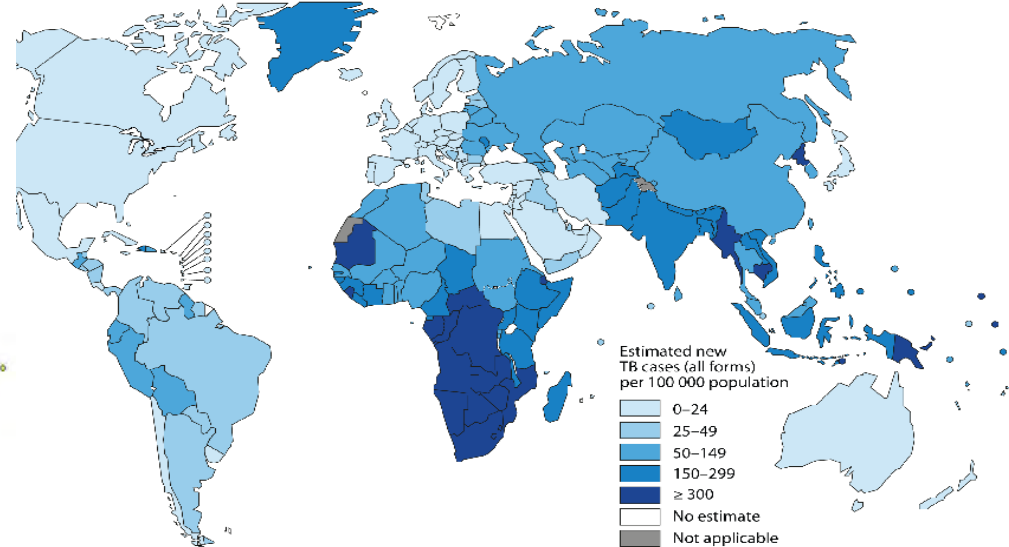 Estimated new
TB cases (all forms)
per 100 000 population
0–24
25–49
50–149
150–299
≥ 300
No estimate
Not applicable